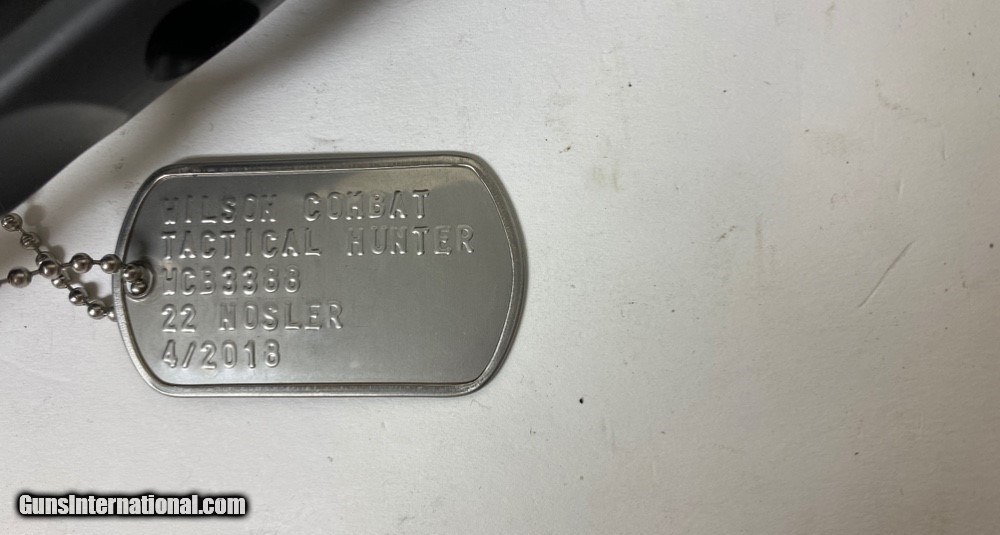 WILSON COMBAT
TACTICAL HUNTER
WCB3388
22 NOSLER
4/2018
GunsInternational.com